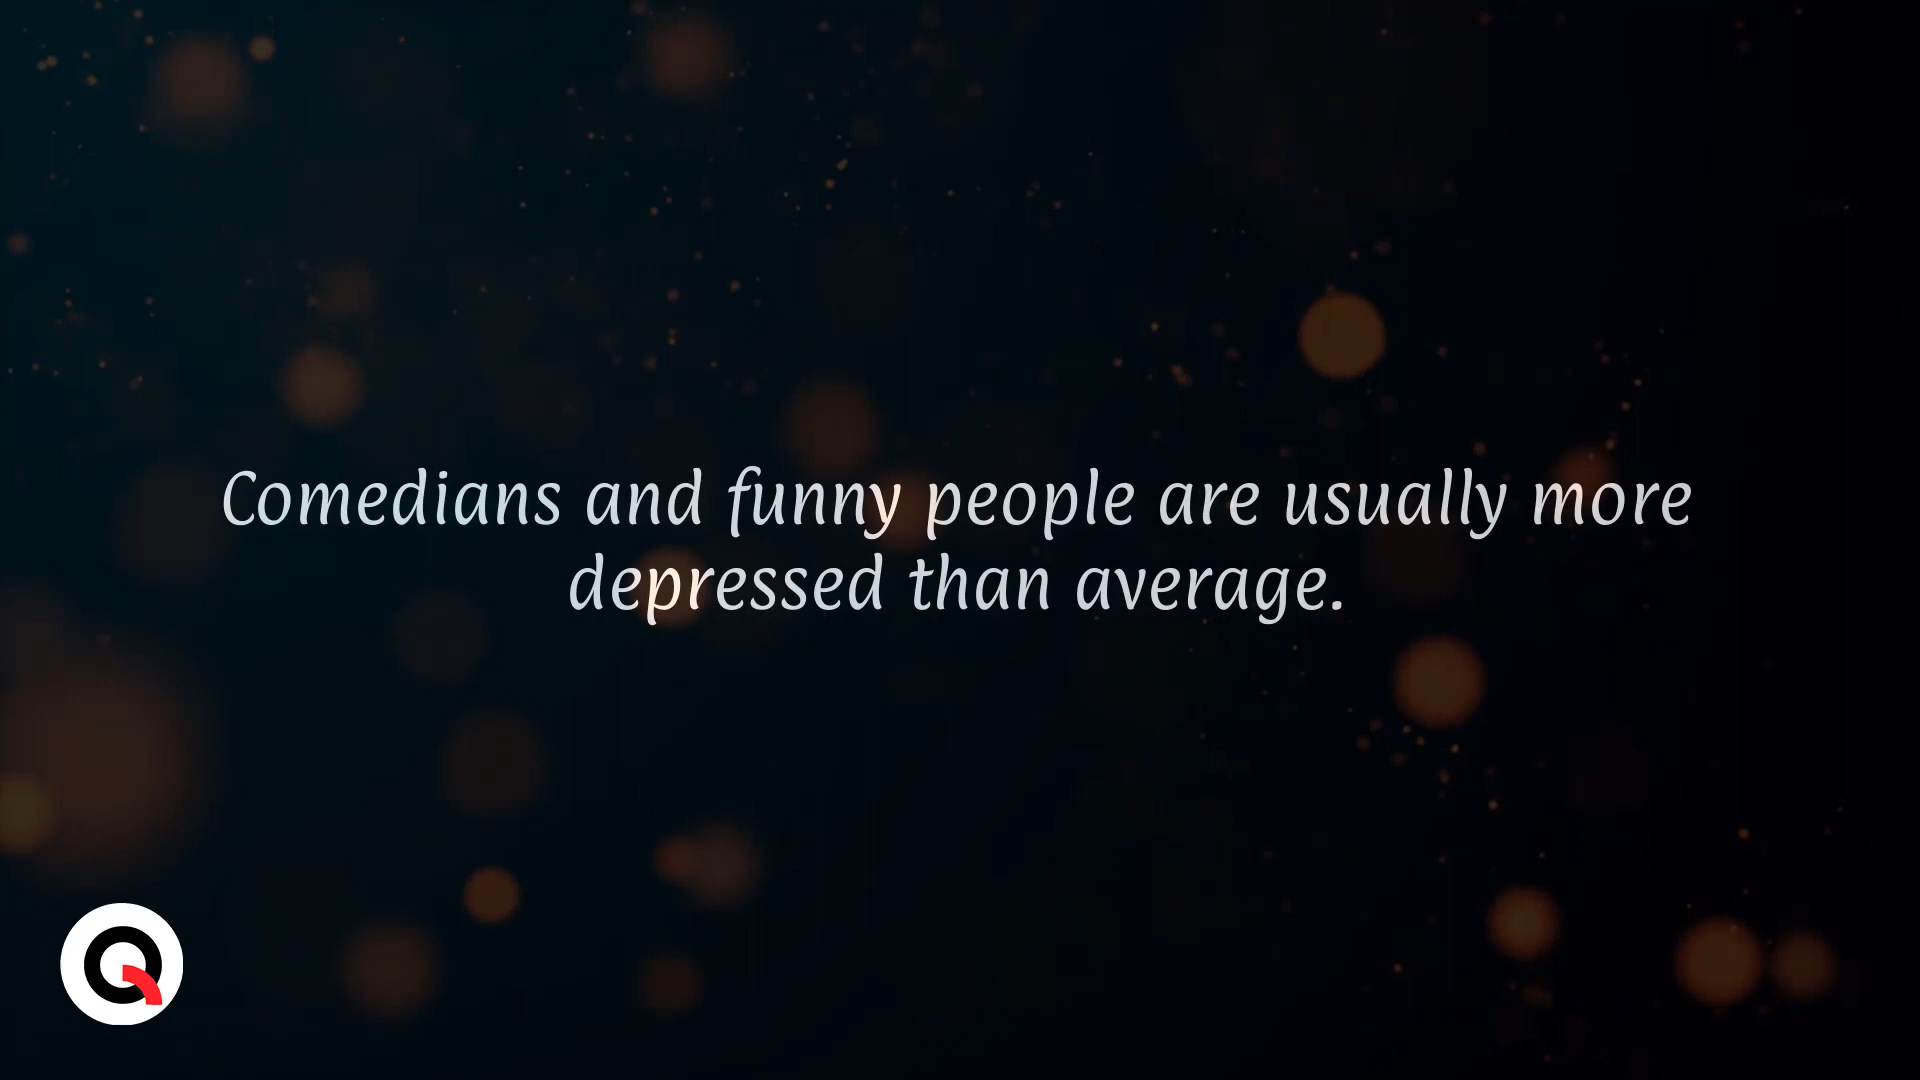 Comedians and funny people are usually more
depressed than average.
Q